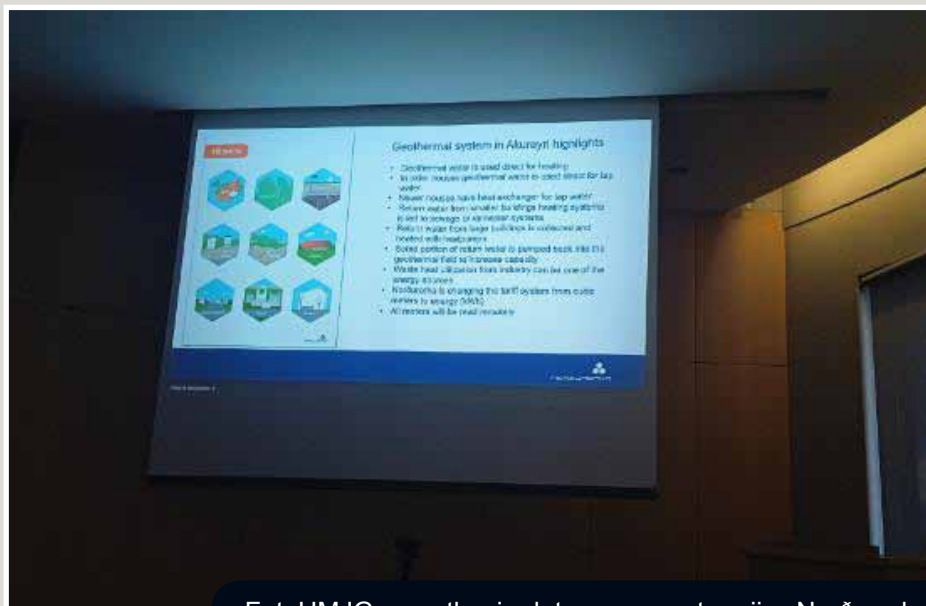 Geothermal system in Akureyri highlights
• Geothermal water is used direct for heating
• In older houses geothermal water is used direct for tap
water
• Newer houses have heat exchanger for tap water
• Return water from smaller buildings heating systems
is led to sewage or rainwater systems
• Return water from large buildings is collected and
heated with heatpumps
• Some portion of return water is pumped back into the
geothermal field to increase capacity
• Waste heat utilization from industry can be one of the
energy sources
• Norðurorka is changing the tariff system from cubic
meters to energy (kWh)
• All meters will be read remotely